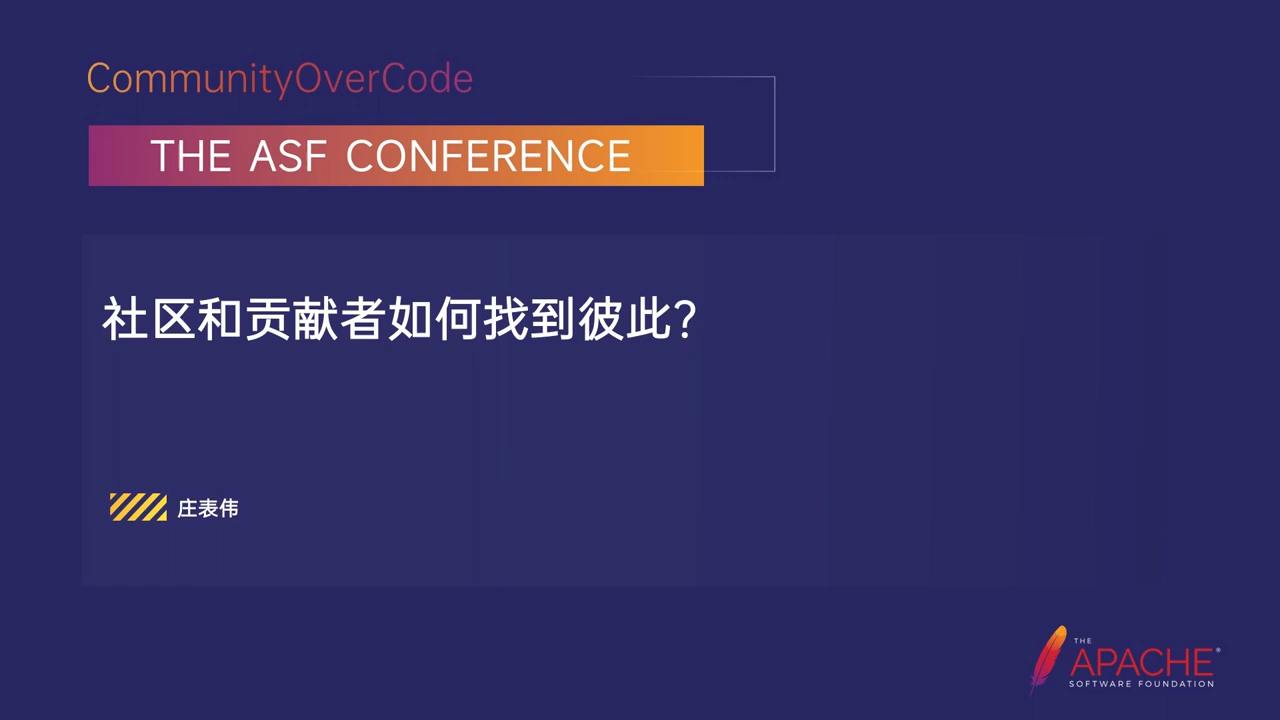 CommunityOverCode
THE ASF CONFERENCE
社区和贡献者如何找到彼此?
庄表伟
THE
APACHE®
SOFTWARE FOUNDATION